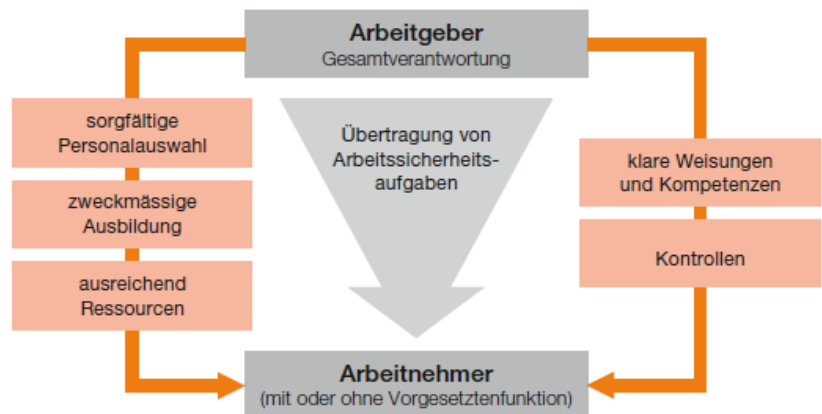 Arbeitgeber
Gesamtverantwortung
sorgfältige
Personalauswahl
zweckmässige
Ausbildung
ausreichend
Ressourcen
Übertragung von
Arbeitssicherheits-
aufgaben
klare Weisungen
und Kompetenzen
Kontrollen
Arbeitnehmer
(mit oder ohne Vorgesetztenfunktion)